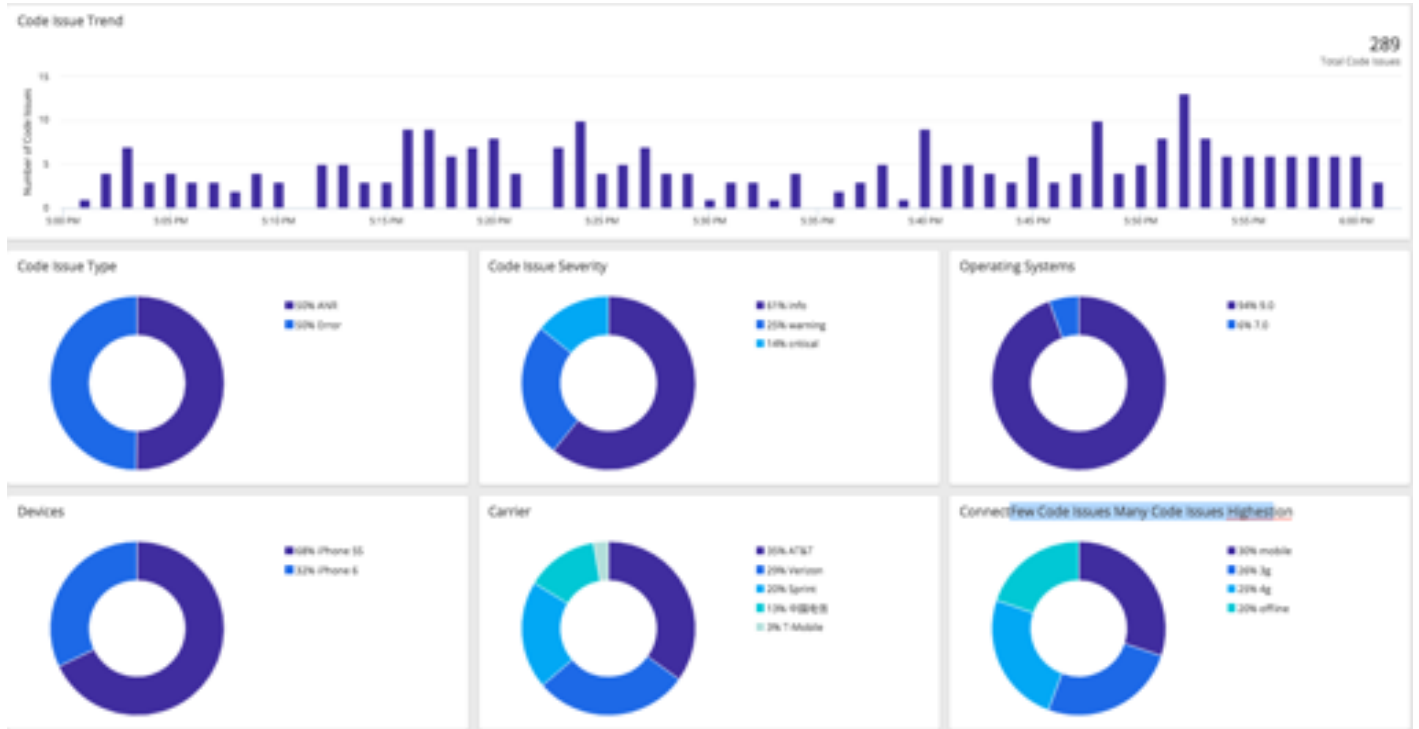 Code Issue Trend
289
Total Code Issues
Number of Code Issues
15
10
5
0
5:00 PM 5:05 PM 5:10 PM 5:15 PM 5:20 PM 5:25 PM 5:30 PM 5:35 PM 5:40 PM 5:45 PM 5:50 PM 5:55 PM 6:00 PM
Code Issue Type
50% ANR
50% Error
Code Issue Severity
61% info
25% warning
14% critical
Operating Systems
94% 9.0
6% 7.0
Devices
68% iPhone 5S
32% iPhone 6
Carrier
35% AT&T
29% Verizon
20% Sprint
13% 中国电信
3% T-Mobile
ConnectFew Code Issues Many Code Issues Highestion
30% mobile
26% 3g
25% 4g
20% offline